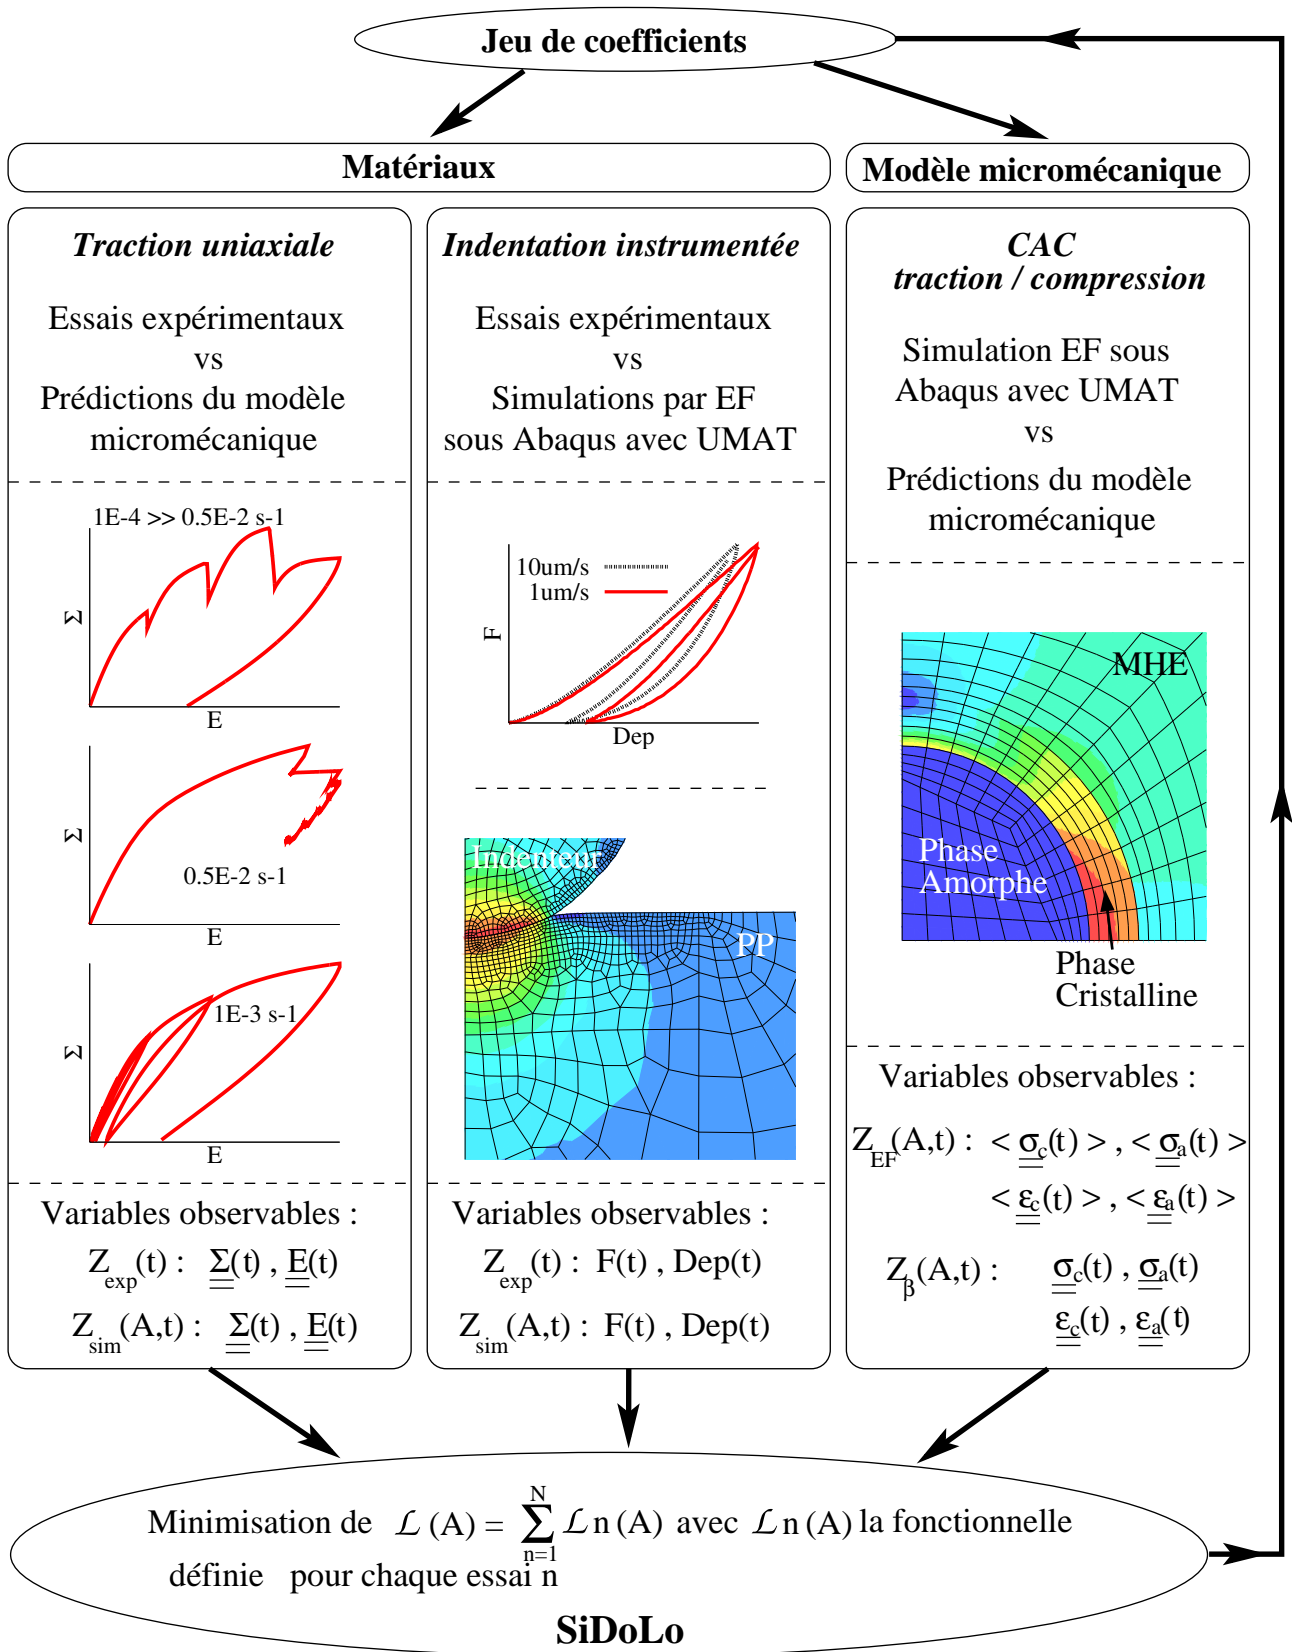 Jeu de coefficients
Matériaux
Modèle micromécanique
Traction uniaxiale
Essais expérimentaux
vs
Prédictions du modèle
micromécanique
1E-4 >> 0.5E-2 s-1
Σ
E
Σ
0.5E-2 s-1
E
Σ
1E-3 s-1
E
Variables observables :
Z_exp(t) : Σ(t) , E(t)
Z_sim(A,t) : Σ(t) , E(t)
Indentation instrumentée
Essais expérimentaux
vs
Simulations par EF
sous Abaqus avec UMAT
10um/s
1um/s
F
Dep
Indenteur
PP
Variables observables :
Z_exp(t) : F(t) , Dep(t)
Z_sim(A,t) : F(t) , Dep(t)
CAC
traction / compression
Simulation EF sous
Abaqus avec UMAT
vs
Prédictions du modèle
micromécanique
MHE
Phase
Amorphe
Phase
Cristalline
Variables observables :
Z_EF(A,t) : < σ_c(t) > , < σ_a(t) >
< ε_c(t) > , < ε_a(t) >
Z_β(A,t) : σ_c(t) , σ_a(t)
ε_c(t) , ε_a(t)
Minimisation de ℒ (A) = ∑_{n=1}^{N} ℒ n (A) avec ℒ n (A) la fonctionnelle
définie pour chaque essai n
SiDoLo